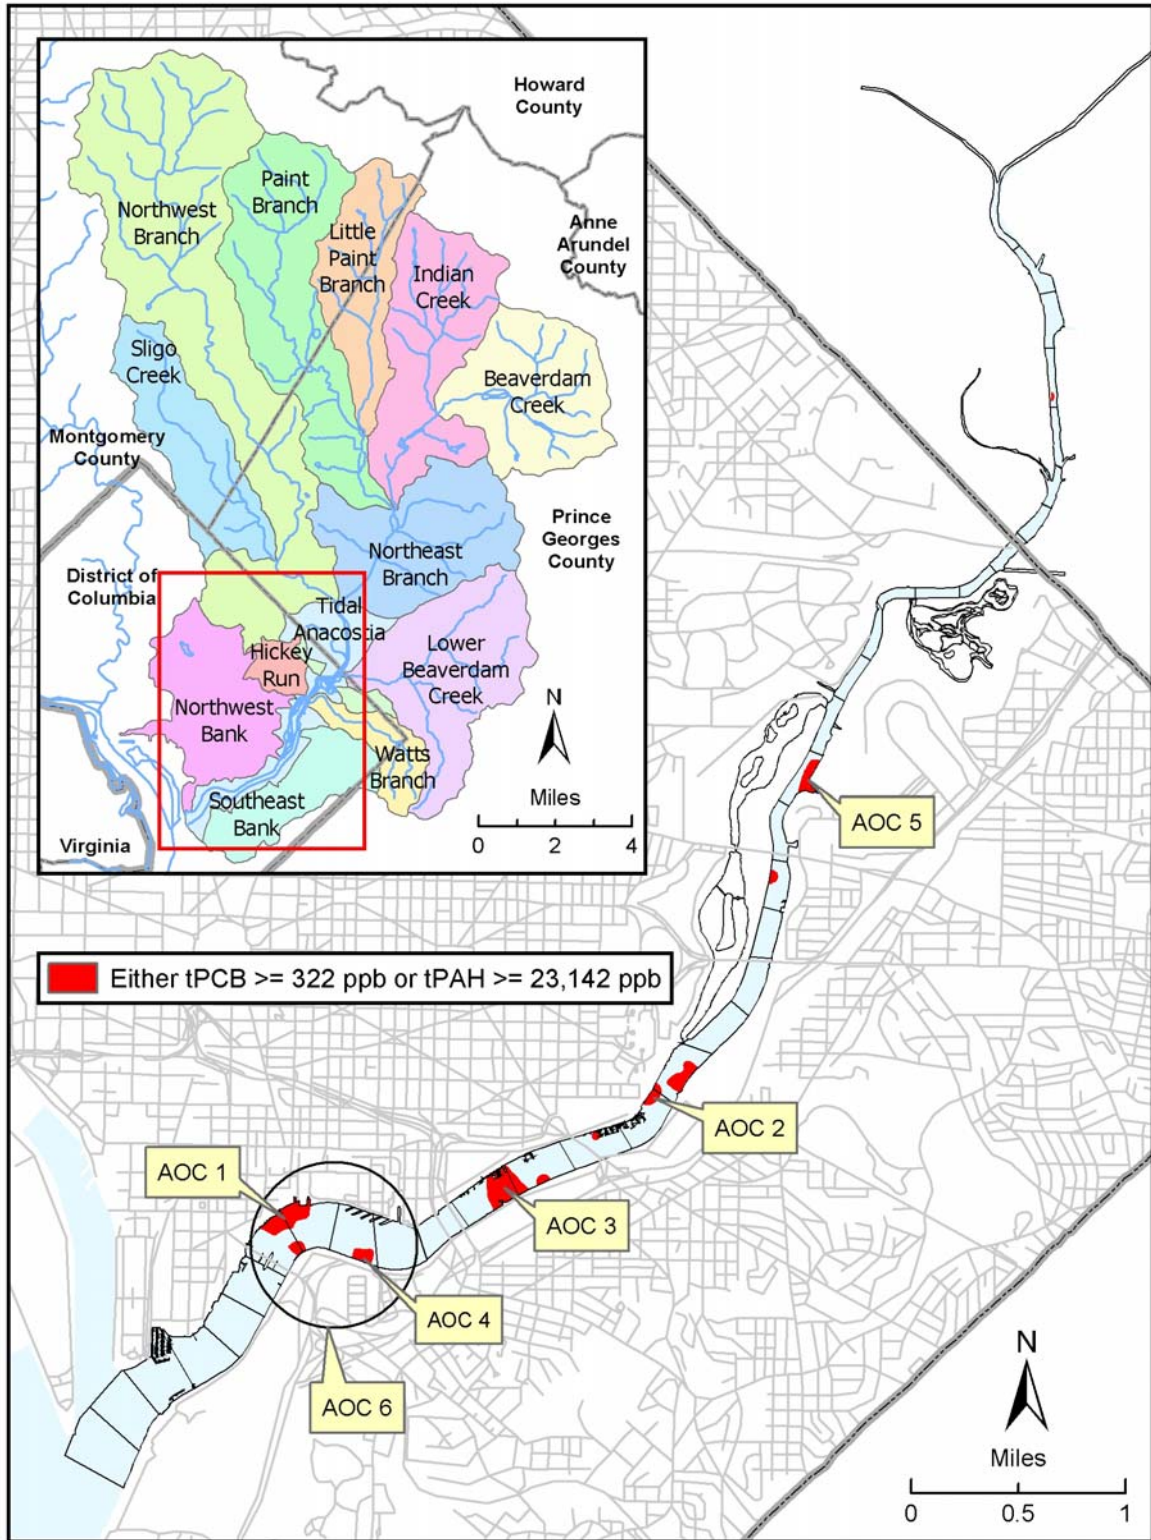 Howard
County
Paint
Branch
Northwest
Branch
Little
Paint
Branch
Anne
Arundel
County
Indian
Creek
Sligo
Creek
Beaverdam
Creek
Montgomery
County
Prince
Georges
County
Northeast
Branch
District of
Columbia
Tidal
Anacostia
Hickey
Run
Lower
Beaverdam
Creek
Northwest
Bank
Watts
Branch
Southeast
Bank
Virginia
N
Miles
0 2 4
AOC 5
Either tPCB >= 322 ppb or tPAH >= 23,142 ppb
AOC 2
AOC 1
AOC 3
AOC 4
AOC 6
N
Miles
0 0.5 1